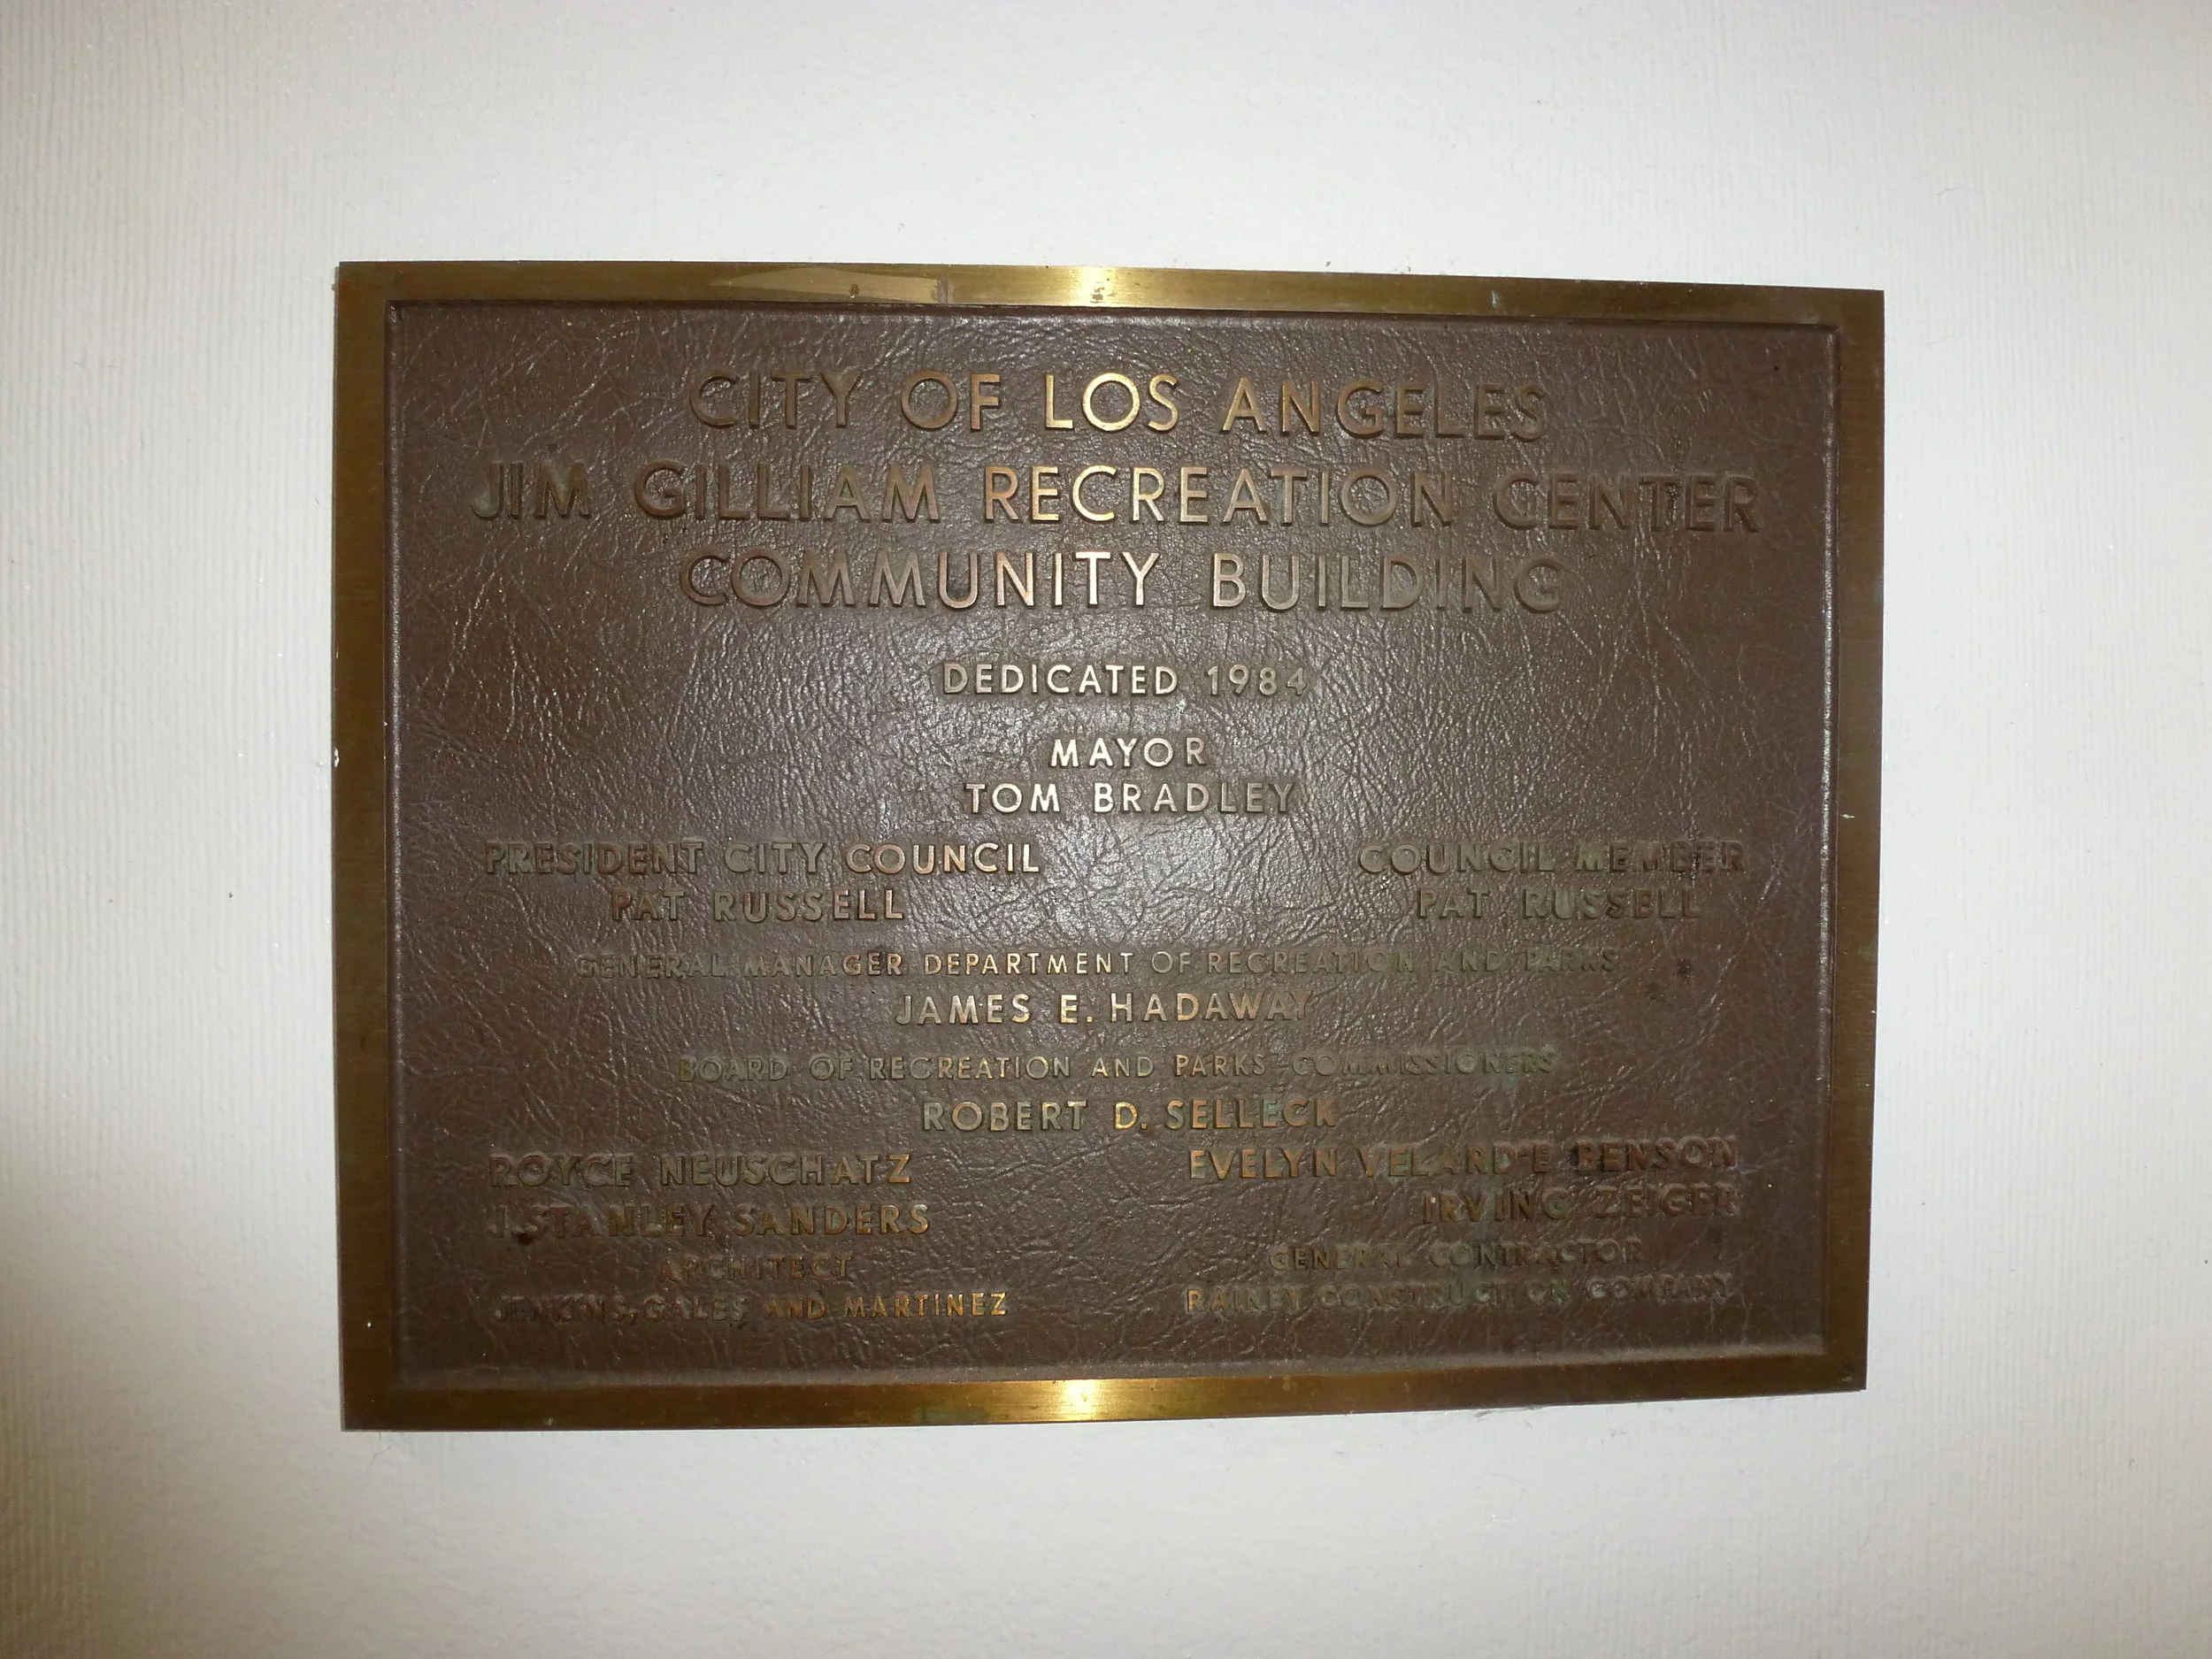 CITY OF LOS ANGELES
JIM GILLIAM RECREATION CENTER
COMMUNITY BUILDING
DEDICATED 1984
MAYOR
TOM BRADLEY
PRESIDENT CITY COUNCIL
PAT RUSSELL
COUNCIL MEMBER
PAT RUSSELL
GENERAL MANAGER DEPARTMENT OF RECREATION AND PARKS
JAMES E. HADAWAY
BOARD OF RECREATION AND PARKS COMMISSIONERS
ROBERT D. SELLECK
ROYCE NEUSCHATZ
J. STANLEY SANDERS
EVELYN VELARD'E BENSON
IRVING ZEIGER
ARCHITECT
JENKINS, GALES AND MARTINEZ
GENERAL CONTRACTOR
RAINEY CONSTRUCTION COMPANY